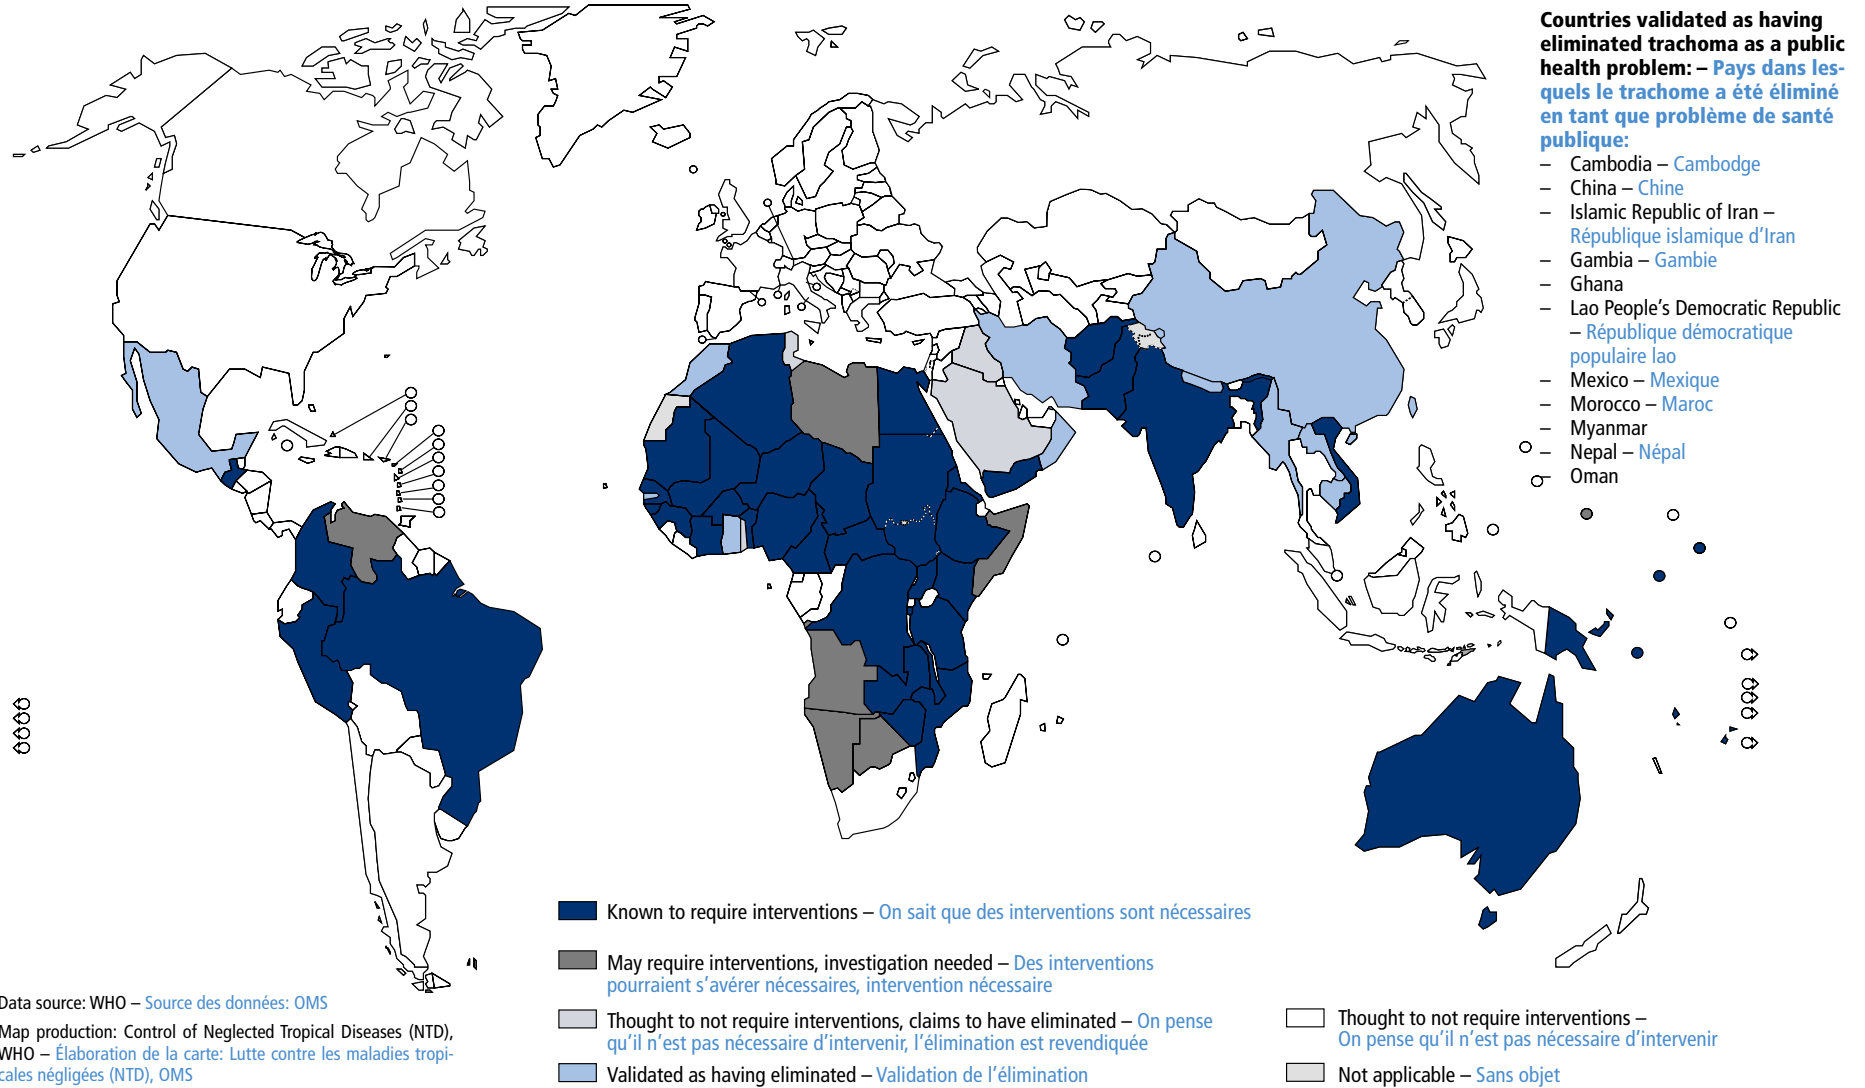 Countries validated as having
eliminated trachoma as a public
health problem: – Pays dans les-
quels le trachome a été éliminé
en tant que problème de santé
publique:
– Cambodia – Cambodge
– China – Chine
– Islamic Republic of Iran –
République islamique d’Iran
– Gambia – Gambie
– Ghana
– Lao People’s Democratic Republic
– République démocratique
populaire lao
– Mexico – Mexique
– Morocco – Maroc
– Myanmar
– Nepal – Népal
– Oman
Known to require interventions – On sait que des interventions sont nécessaires
May require interventions, investigation needed – Des interventions
pourraient s’avérer nécessaires, intervention nécessaire
Thought to not require interventions, claims to have eliminated – On pense
qu’il n’est pas nécessaire d’intervenir, l’élimination est revendiquée
Validated as having eliminated – Validation de l’élimination
Thought to not require interventions –
On pense qu’il n’est pas nécessaire d’intervenir
Not applicable – Sans objet
Data source: WHO – Source des données: OMS
Map production: Control of Neglected Tropical Diseases (NTD),
WHO – Élaboration de la carte: Lutte contre les maladies tropi-
cales négligées (NTD), OMS